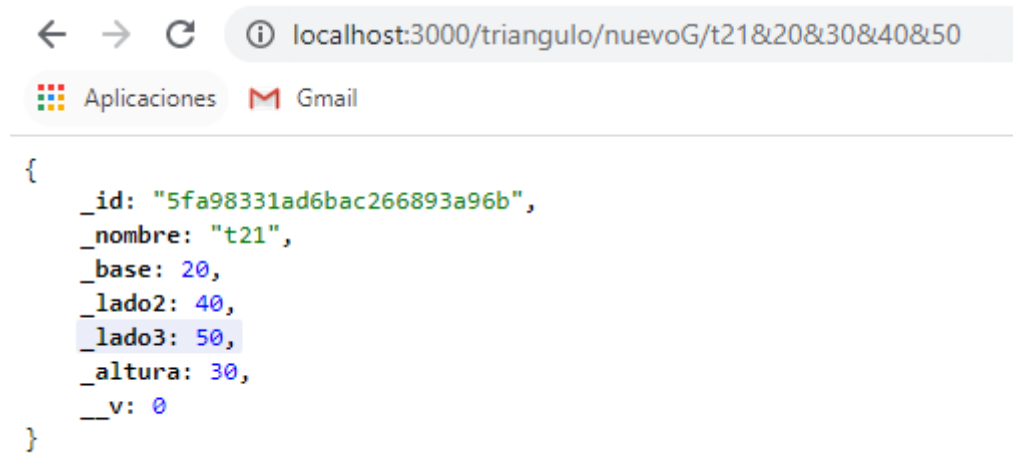 localhost:3000/triangulo/nuevoG/t21&20&30&40&50
Aplicaciones Gmail
{
_id: "5fa98331ad6bac266893a96b",
_nombre: "t21",
_base: 20,
_lado2: 40,
_lado3: 50,
_altura: 30,
__v: 0
}